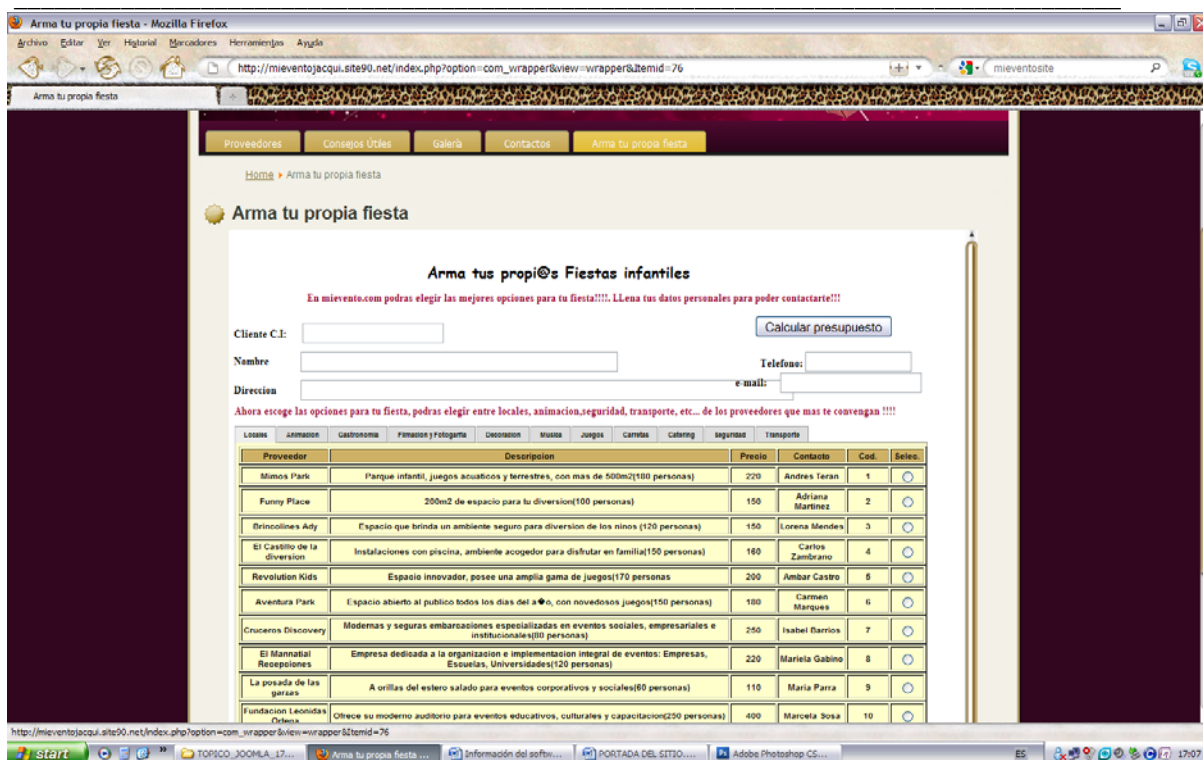 Arma tu propia fiesta - Mozilla Firefox
Archivo Editar Ver Historial Marcadores Herramientas Ayuda
http://mieventojacqui.site90.net/index.php?option=com_wrapper&view=wrapper&Itemid=76 mieventosite
Arma tu propia fiesta
Proveedores Consejos Útiles Galería Contactos Arma tu propia fiesta
Home Arma tu propia fiesta
Arma tu propia fiesta
Arma tus propi@s Fiestas infantiles
En mievento.com podras elegir las mejores opciones para tu fiesta!!!!. LLena tus datos personales para poder contactarte!!!
Cliente C.I: Calcular presupuesto
Nombre Telefono:
Direccion e-mail:
Ahora escoge las opciones para tu fiesta, podras elegir entre locales, animacion,seguridad, transporte, etc... de los proveedores que mas te convengan !!!!
Locales Animacion Gastronomia Filmacion y Fotogarfia Decoracion Musica Juegos Carretas Catering Seguridad Transporte
Proveedor Descripcion Precio Contacto Cod. Selec.
Mimos Park Parque infantil, juegos acuaticos y terrestres, con mas de 500m2(180 personas) 220 Andres Teran 1
Funny Place 200m2 de espacio para tu diversion(100 personas) 150 Adriana Martinez 2
Brincolines Ady Espacio que brinda un ambiente seguro para diversion de los ninos (120 personas) 150 Lorena Mendes 3
El Castillo de la diversion Instalaciones con piscina, ambiente acogedor para disfrutar en familia(150 personas) 160 Carlos Zambrano 4
Revolution Kids Espacio innovador, posee una amplia gama de juegos(170 personas 200 Ambar Castro 5
Aventura Park Espacio abierto al publico todos los dias del a�o, con novedosos juegos(150 personas) 180 Carmen Marques 6
Cruceros Discovery Modernas y seguras embarcaciones especializadas en eventos sociales, empresariales e institucionales(80 personas) 250 Isabel Barrios 7
El Mannatial Recepciones Empresa dedicada a la organizacion e implementacion integral de eventos: Empresas, Escuelas, Universidades(120 personas) 220 Mariela Gabino 8
La posada de las garzas A orillas del estero salado para eventos corporativos y sociales(60 personas) 110 Maria Parra 9
Fundacion Leonidas Ortega Ofrece su moderno auditorio para eventos educativos, culturales y capacitacion(250 personas) 400 Marcela Sosa 10
http://mieventojacqui.site90.net/index.php?option=com_wrapper&view=wrapper&Itemid=76
start TOPICO_JOOMLA_17... Arma tu propia fiesta ... Información del softw... PORTADA DEL SITIO.... Adobe Photoshop CS... ES 17:07